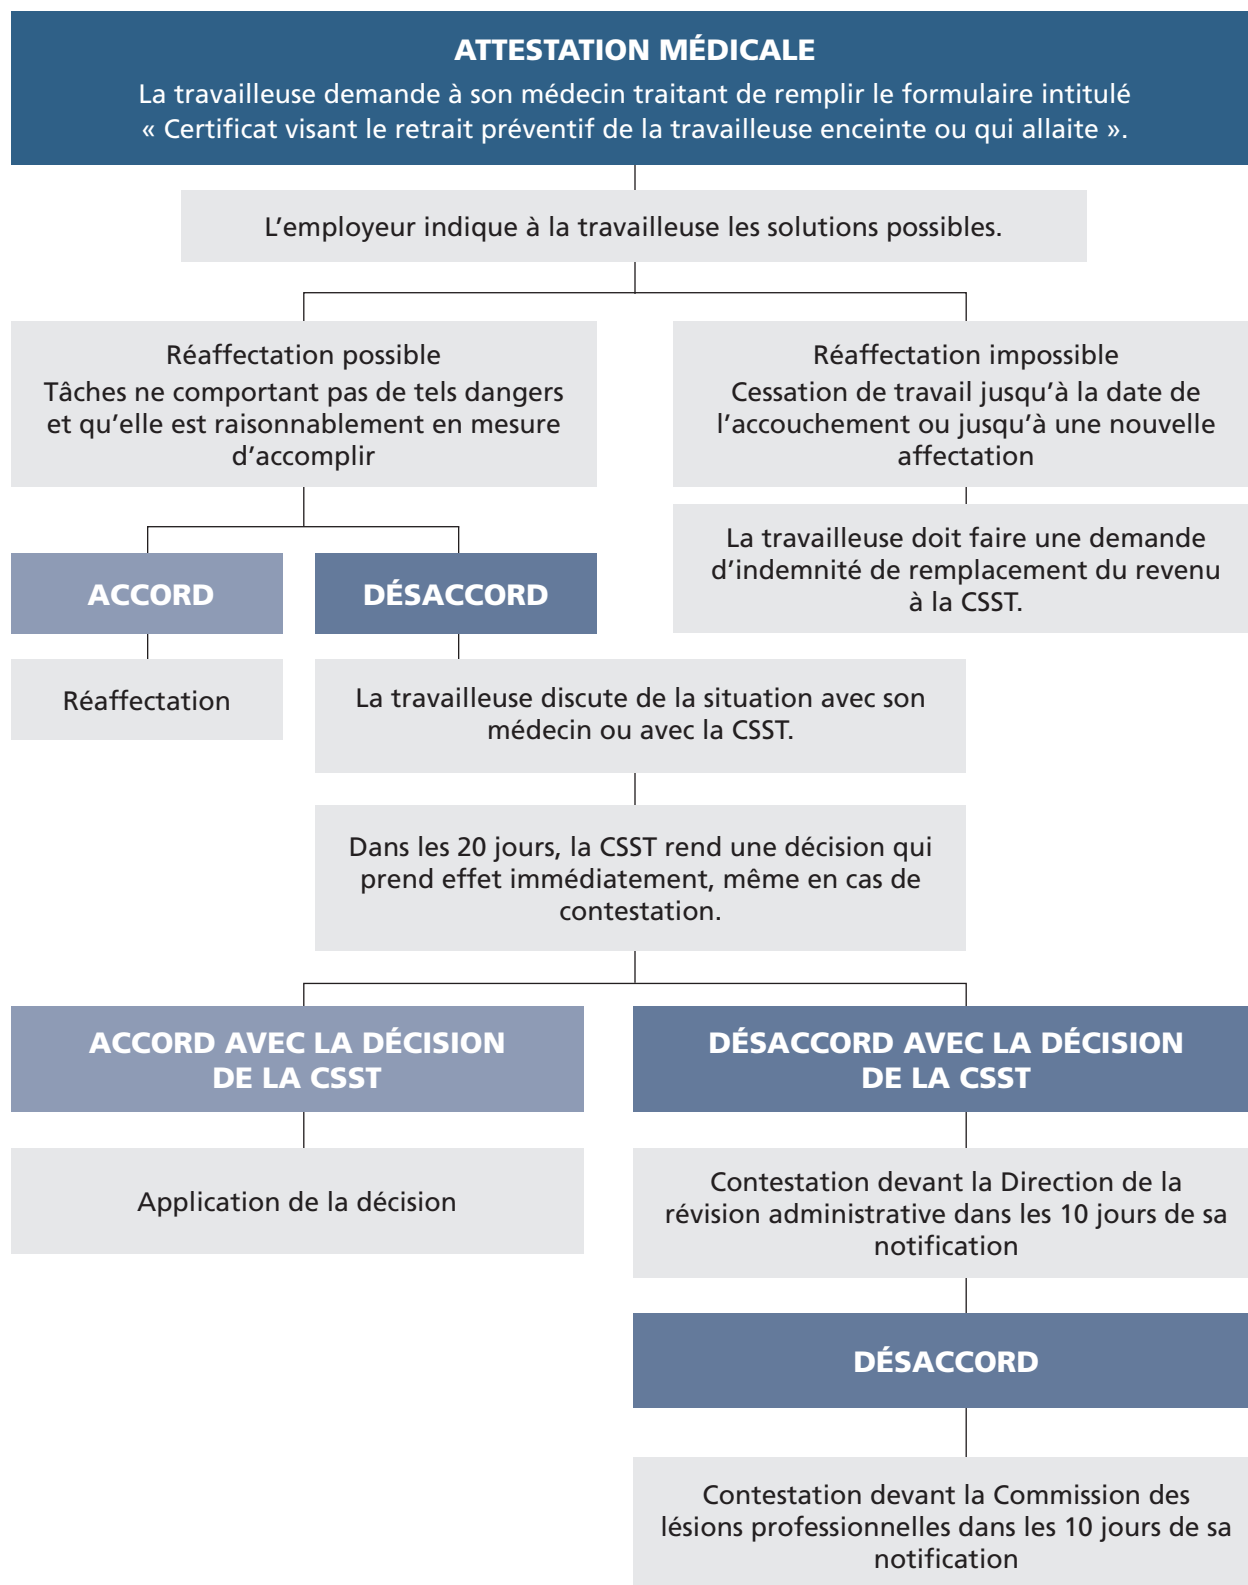 ATTESTATION MÉDICALE
La travailleuse demande à son médecin traitant de remplir le formulaire intitulé
« Certificat visant le retrait préventif de la travailleuse enceinte ou qui allaite ».
L’employeur indique à la travailleuse les solutions possibles.
Réaffectation possible
Tâches ne comportant pas de tels dangers
et qu’elle est raisonnablement en mesure
d’accomplir
Réaffectation impossible
Cessation de travail jusqu’à la date de
l’accouchement ou jusqu’à une nouvelle
affectation
La travailleuse doit faire une demande
d’indemnité de remplacement du revenu
à la CSST.
ACCORD
DÉSACCORD
Réaffectation
La travailleuse discute de la situation avec son
médecin ou avec la CSST.
Dans les 20 jours, la CSST rend une décision qui
prend effet immédiatement, même en cas de
contestation.
ACCORD AVEC LA DÉCISION
DE LA CSST
DÉSACCORD AVEC LA DÉCISION
DE LA CSST
Application de la décision
Contestation devant la Direction de la
révision administrative dans les 10 jours de sa
notification
DÉSACCORD
Contestation devant la Commission des
lésions professionnelles dans les 10 jours de sa
notification